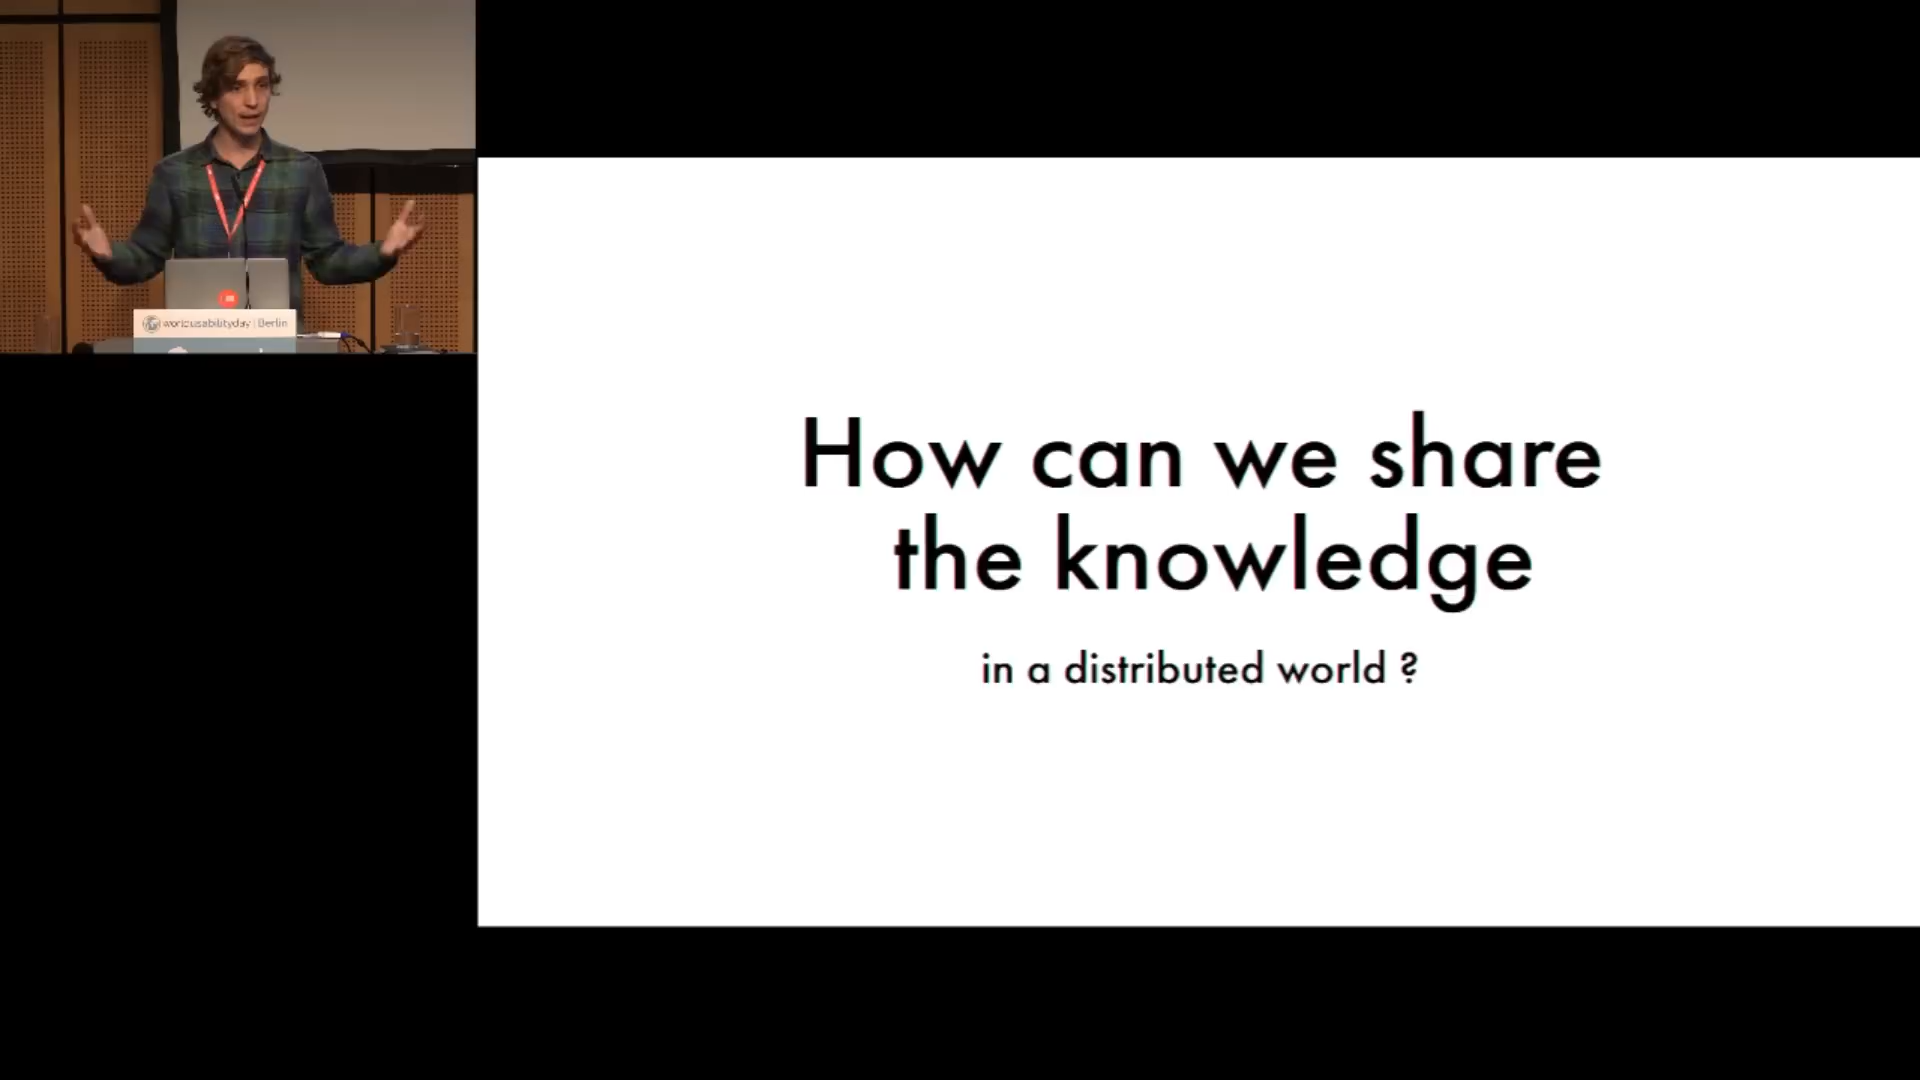 worldusabilityday | Berlin
How can we share
the knowledge
in a distributed world ?